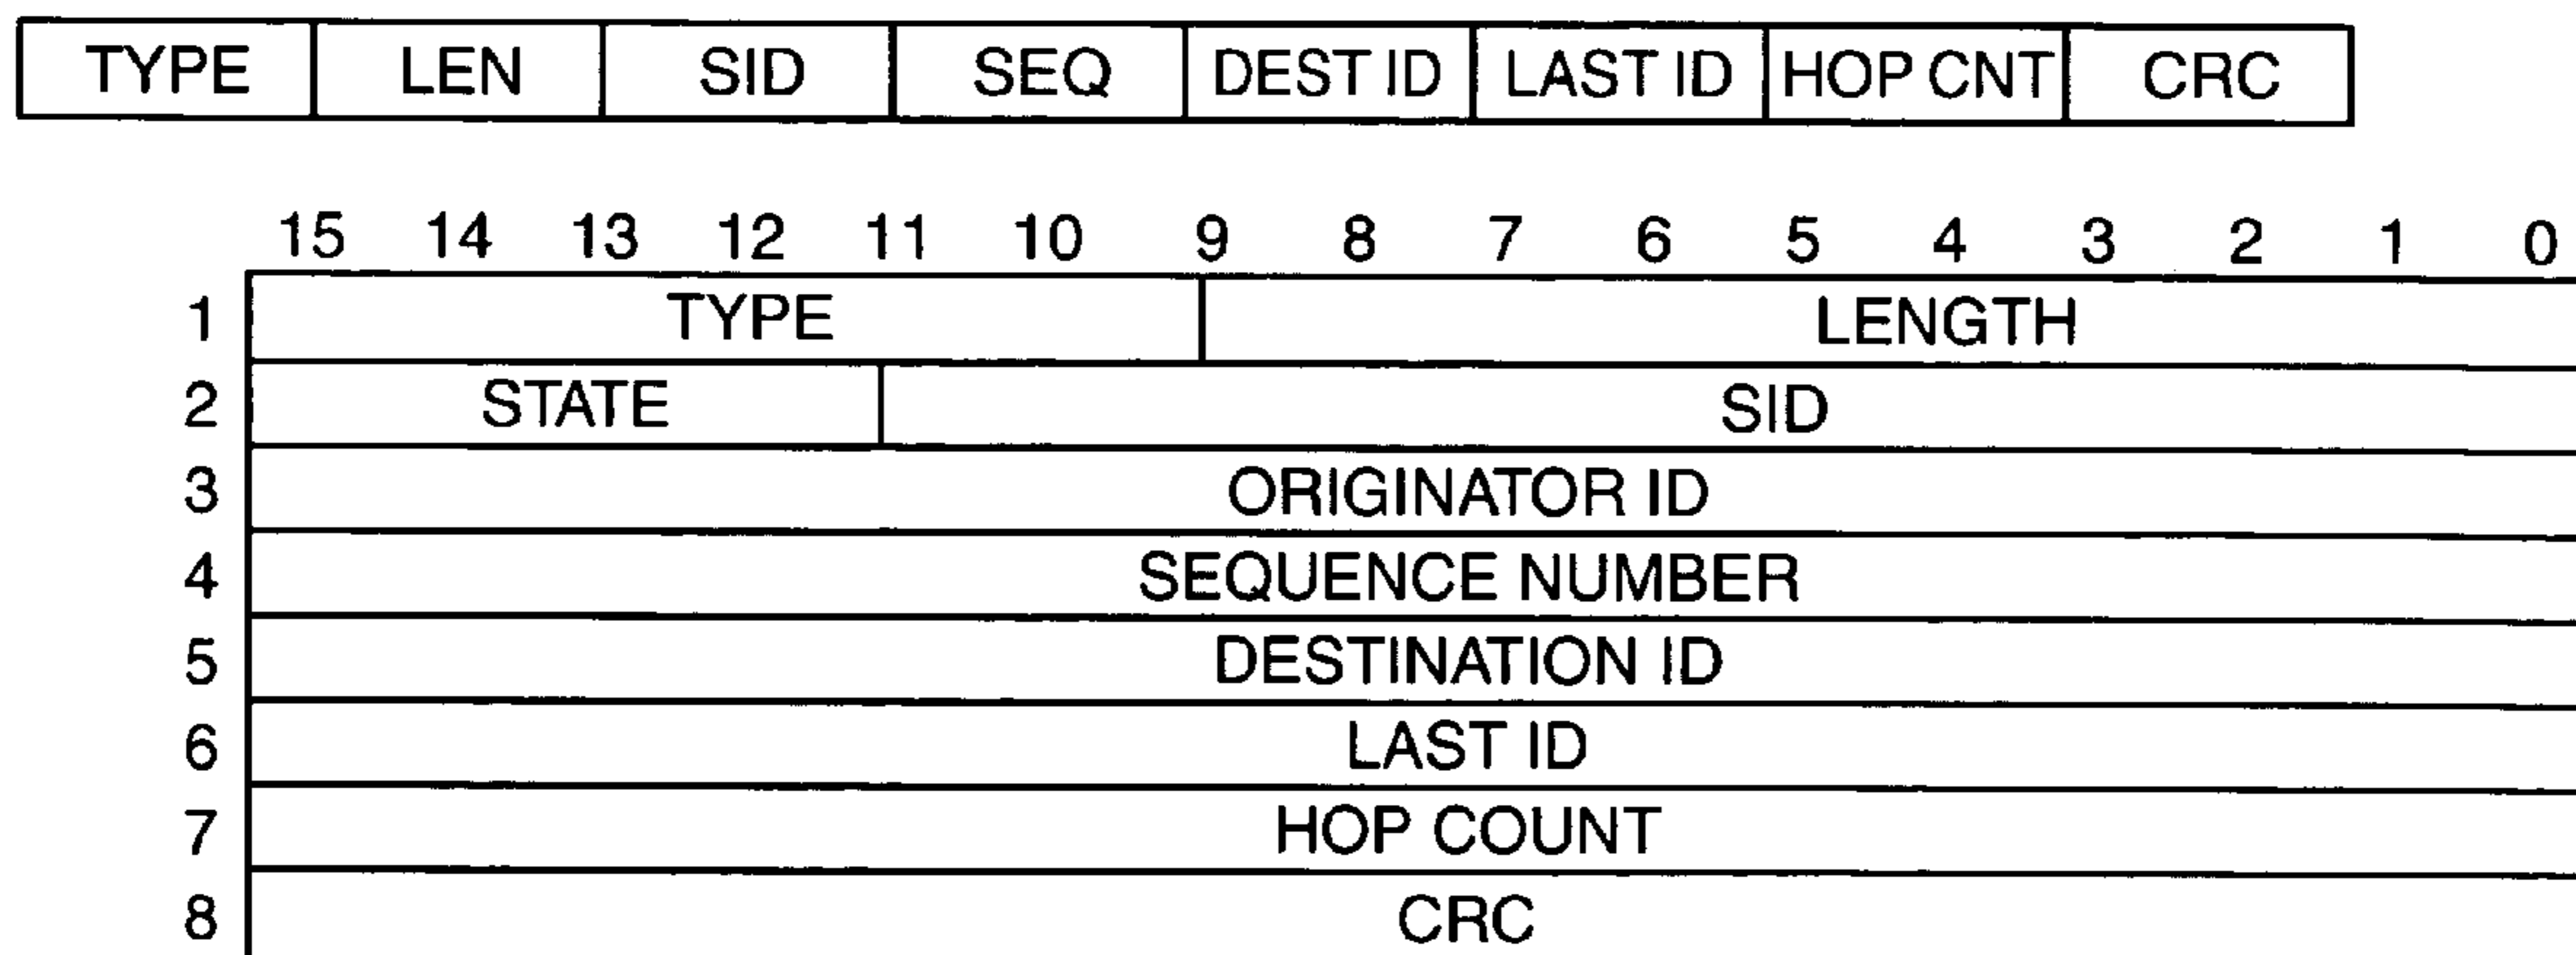 TYPE LEN SID SEQ DEST ID LAST ID HOP CNT CRC
15 14 13 12 11 10 9 8 7 6 5 4 3 2 1 0
1 TYPE LENGTH
2 STATE SID
3 ORIGINATOR ID
4 SEQUENCE NUMBER
5 DESTINATION ID
6 LAST ID
7 HOP COUNT
8 CRC